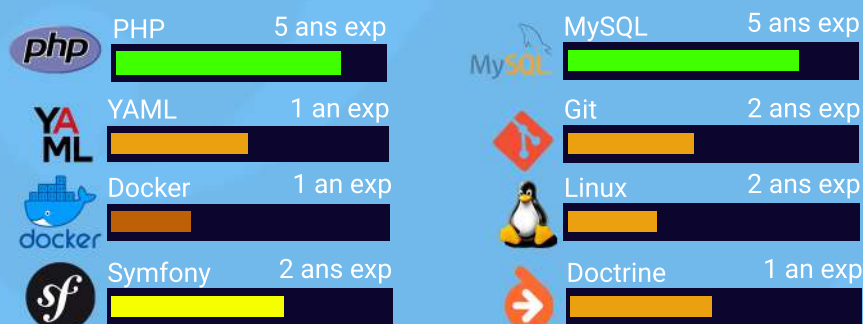 php PHP 5 ans exp
MySQL MySQL 5 ans exp
YAML YAML 1 an exp
Git 2 ans exp
docker Docker 1 an exp
Linux 2 ans exp
sf Symfony 2 ans exp
Doctrine 1 an exp